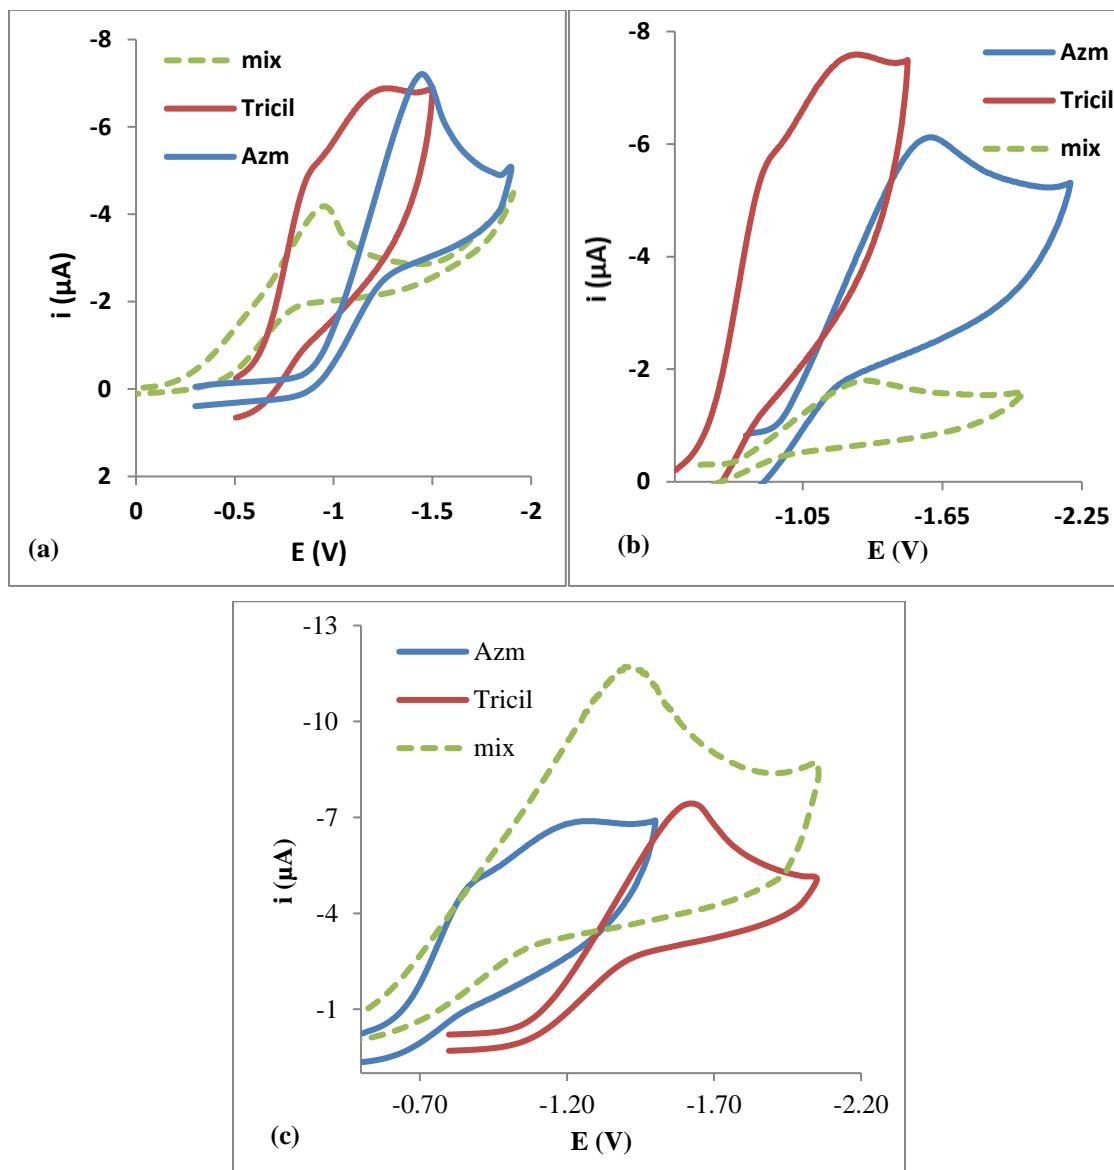 -8
-6
-4
-2
0
2
i (µA)
mix
Tricil
Azm
0 -0.5 -1 -1.5 -2
(a) E (V)
-8
-6
-4
-2
0
i (µA)
Azm
Tricil
mix
-1.05 -1.65 -2.25
(b) E (V)
-13
-10
-7
-4
-1
i (µA)
Azm
Tricil
mix
-0.70 -1.20 -1.70 -2.20
(c) E (V)